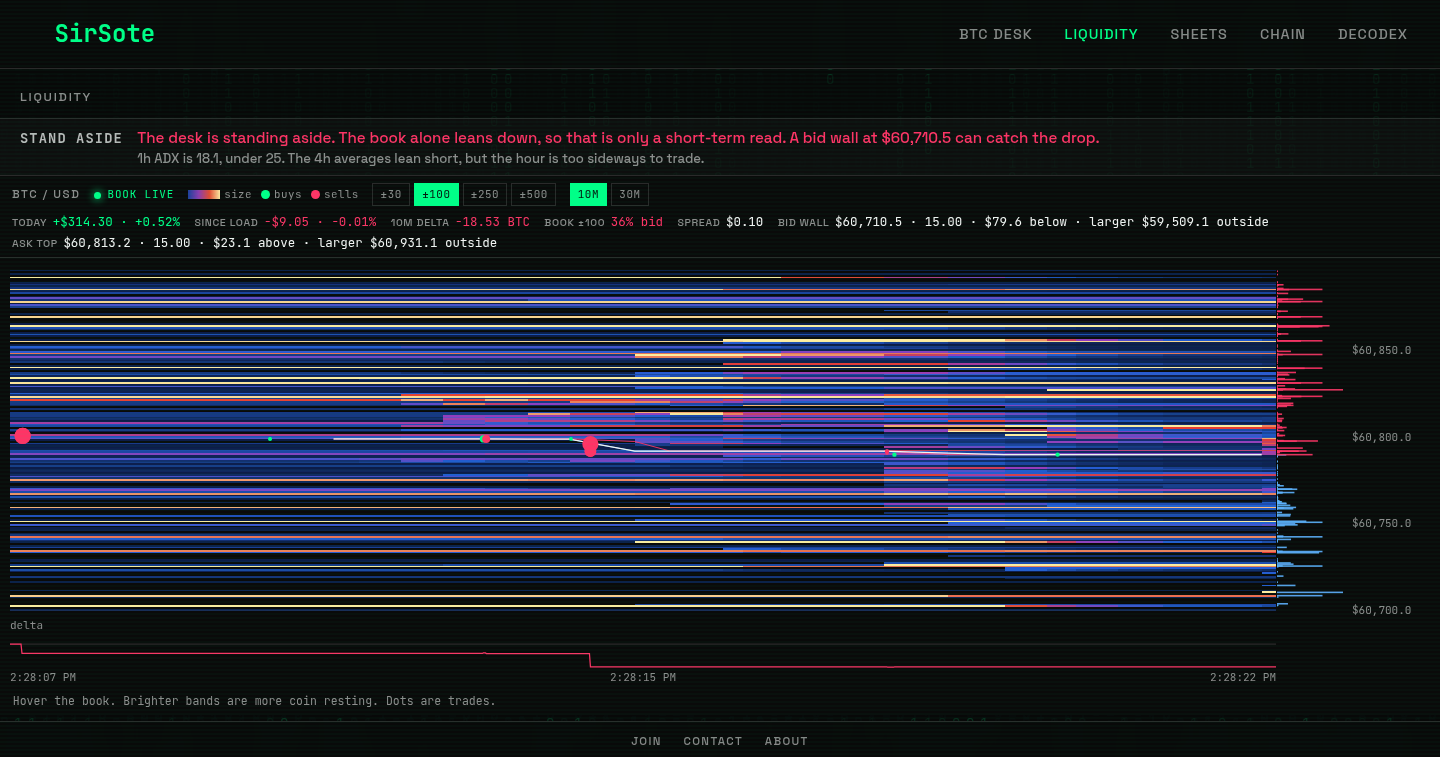 SirSote
BTC DESK LIQUIDITY SHEETS CHAIN DECODEX
LIQUIDITY
STAND ASIDE The desk is standing aside. The book alone leans down, so that is only a short-term read. A bid wall at $60,710.5 can catch the drop.
1h ADX is 18.1, under 25. The 4h averages lean short, but the hour is too sideways to trade.
BTC / USD BOOK LIVE size buys sells ±30 ±100 ±250 ±500 10M 30M
TODAY +$314.30 · +0.52% SINCE LOAD -$9.05 · -0.01% 10M DELTA -18.53 BTC BOOK ±100 36% bid SPREAD $0.10 BID WALL $60,710.5 · 15.00 · $79.6 below · larger $59,509.1 outside
ASK TOP $60,813.2 · 15.00 · $23.1 above · larger $60,931.1 outside
$60,850.0
$60,800.0
$60,750.0
$60,700.0
delta
2:28:07 PM 2:28:15 PM 2:28:22 PM
Hover the book. Brighter bands are more coin resting. Dots are trades.
JOIN CONTACT ABOUT